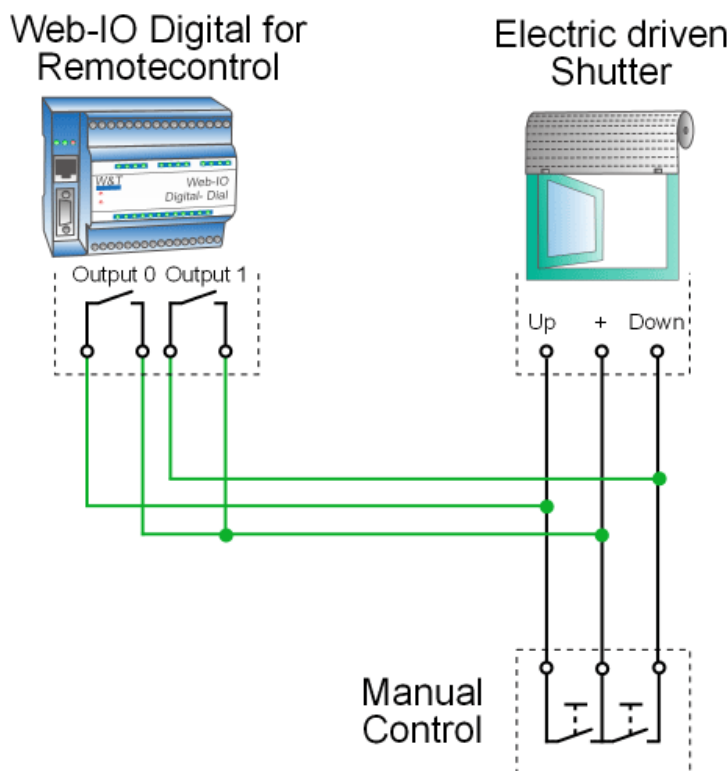 Web-IO Digital for
Remotecontrol
Electric driven
Shutter
W&T
Web-IO
Digital- Dial
Output 0 Output 1
Up + Down
Manual
Control